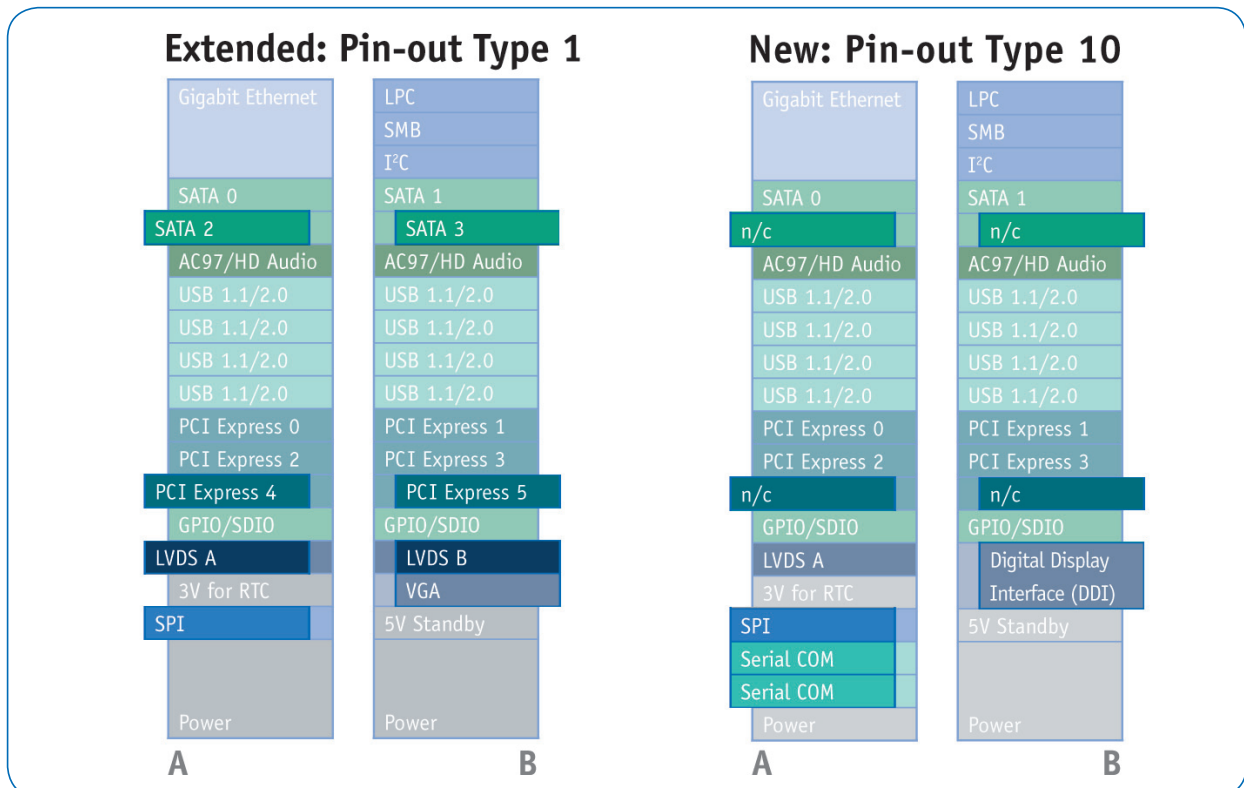 Extended: Pin-out Type 1
Gigabit Ethernet
SATA 0
SATA 2
AC97/HD Audio
USB 1.1/2.0
USB 1.1/2.0
USB 1.1/2.0
USB 1.1/2.0
PCI Express 0
PCI Express 2
PCI Express 4
GPIO/SDIO
LVDS A
3V for RTC
SPI
Power
A
LPC
SMB
I²C
SATA 1
SATA 3
AC97/HD Audio
USB 1.1/2.0
USB 1.1/2.0
USB 1.1/2.0
USB 1.1/2.0
PCI Express 1
PCI Express 3
PCI Express 5
GPIO/SDIO
LVDS B
VGA
5V Standby
Power
B
New: Pin-out Type 10
Gigabit Ethernet
SATA 0
n/c
AC97/HD Audio
USB 1.1/2.0
USB 1.1/2.0
USB 1.1/2.0
USB 1.1/2.0
PCI Express 0
PCI Express 2
n/c
GPIO/SDIO
LVDS A
3V for RTC
SPI
Serial COM
Serial COM
Power
A
LPC
SMB
I²C
SATA 1
n/c
AC97/HD Audio
USB 1.1/2.0
USB 1.1/2.0
USB 1.1/2.0
USB 1.1/2.0
PCI Express 1
PCI Express 3
n/c
GPIO/SDIO
Digital Display
Interface (DDI)
5V Standby
Power
B